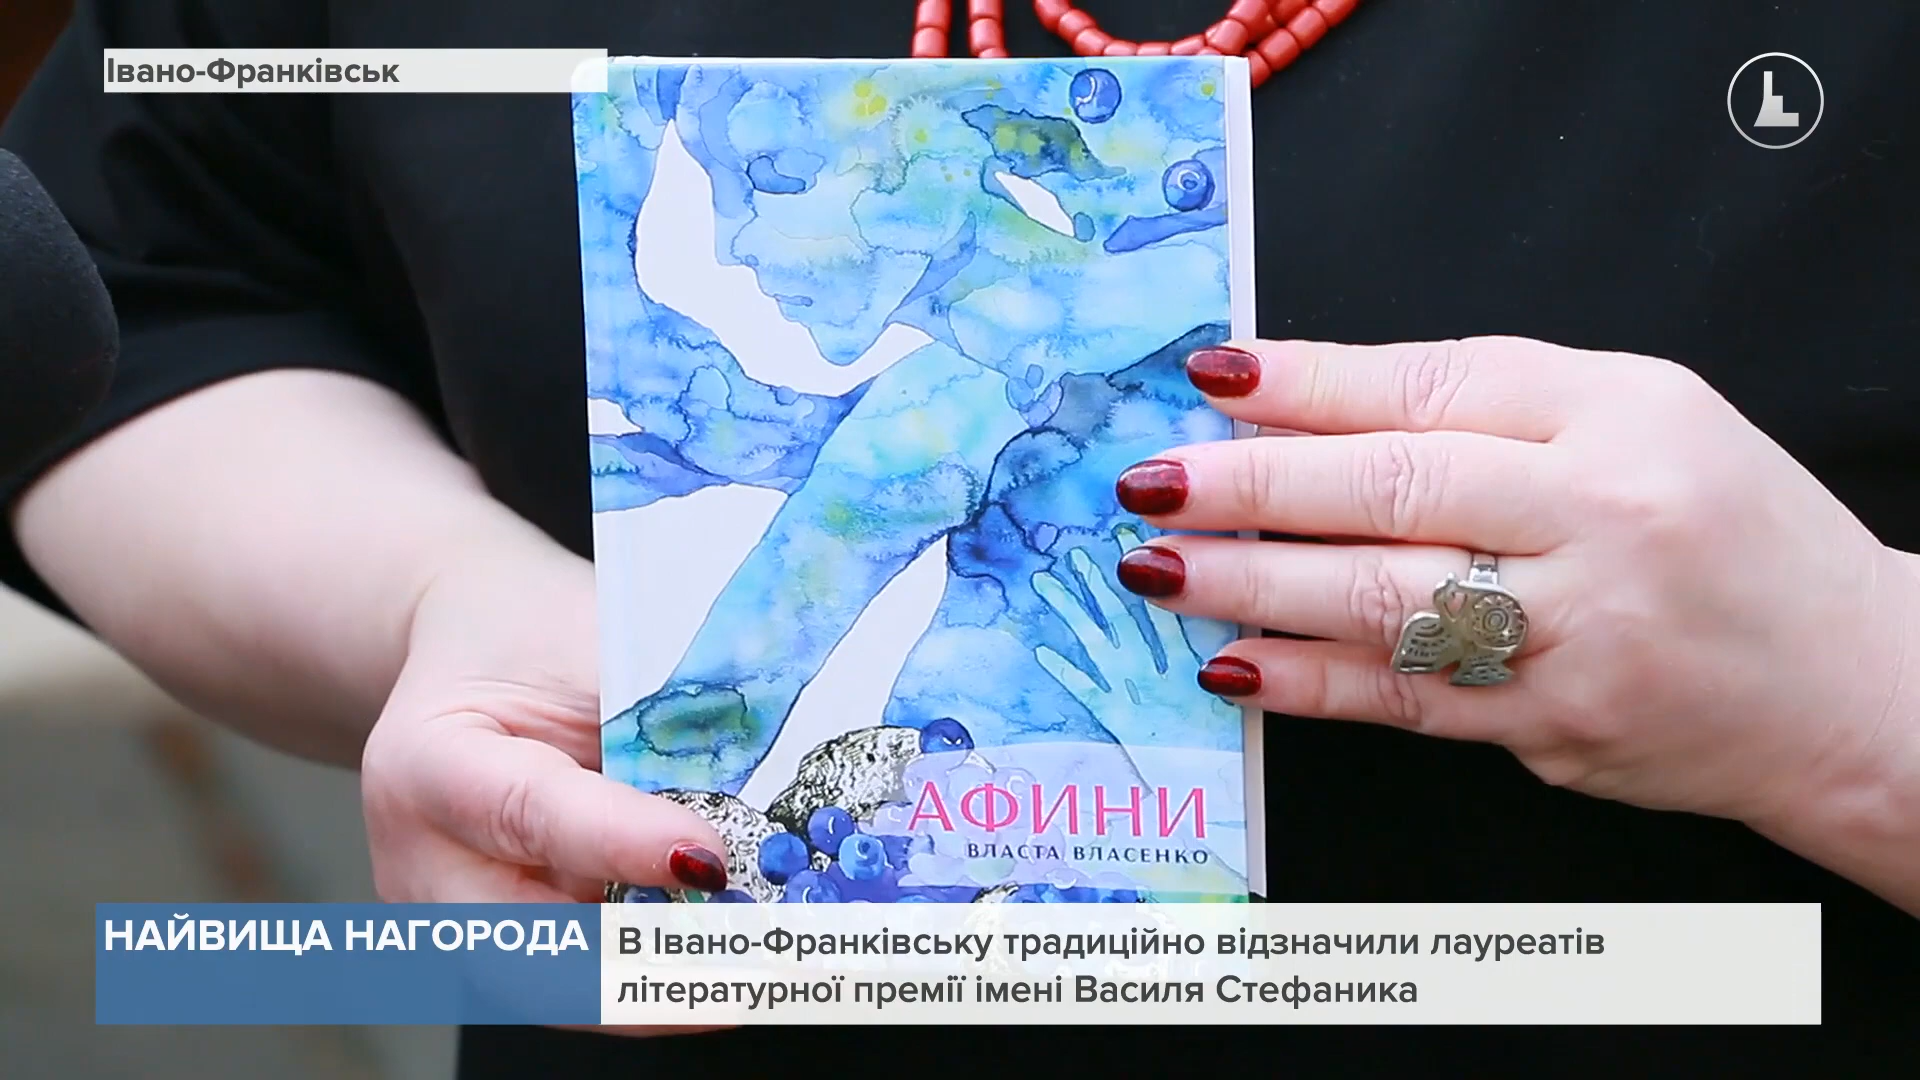 Івано-Франківськ
L
АФИНИ
ВЛАСТА ВЛАСЕНКО
НАЙВИЩА НАГОРОДА
В Івано-Франківську традиційно відзначили лауреатів
літературної премії імені Василя Стефаника